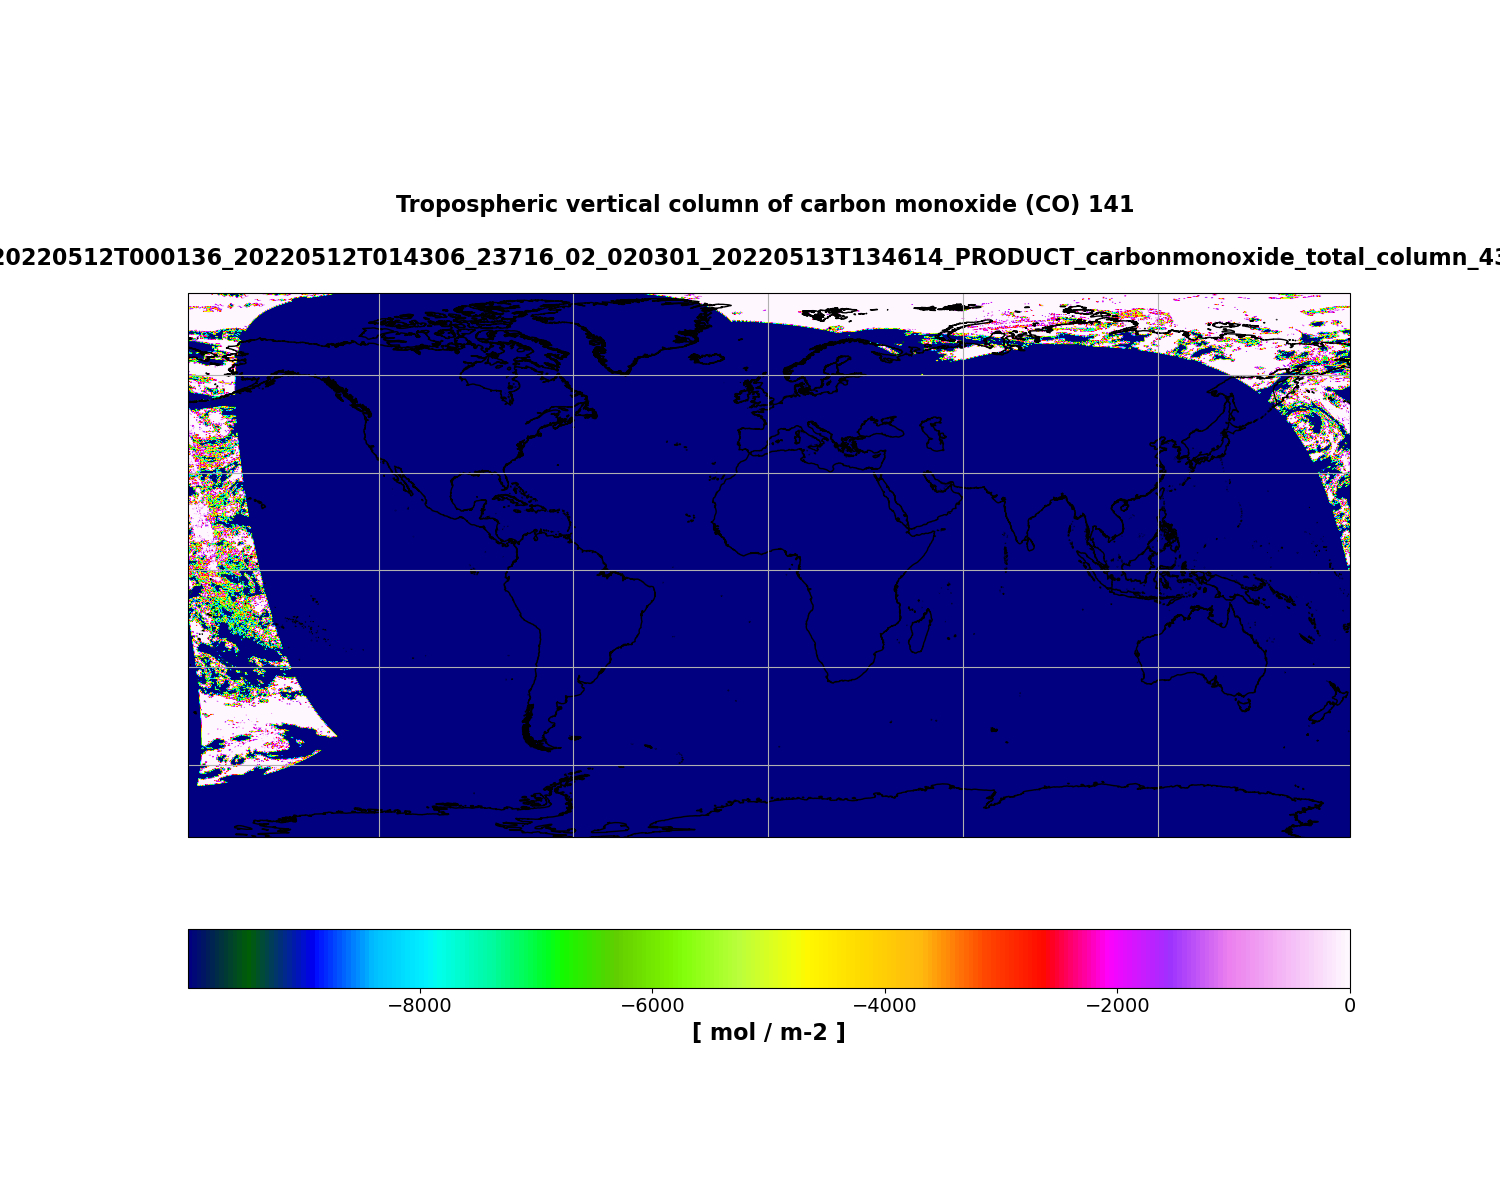 Tropospheric vertical column of carbon monoxide (CO) 141
20220512T000136_20220512T014306_23716_02_020301_20220513T134614_PRODUCT_carbonmonoxide_total_column_43
−8000 −6000 −4000 −2000 0
[ mol / m-2 ]